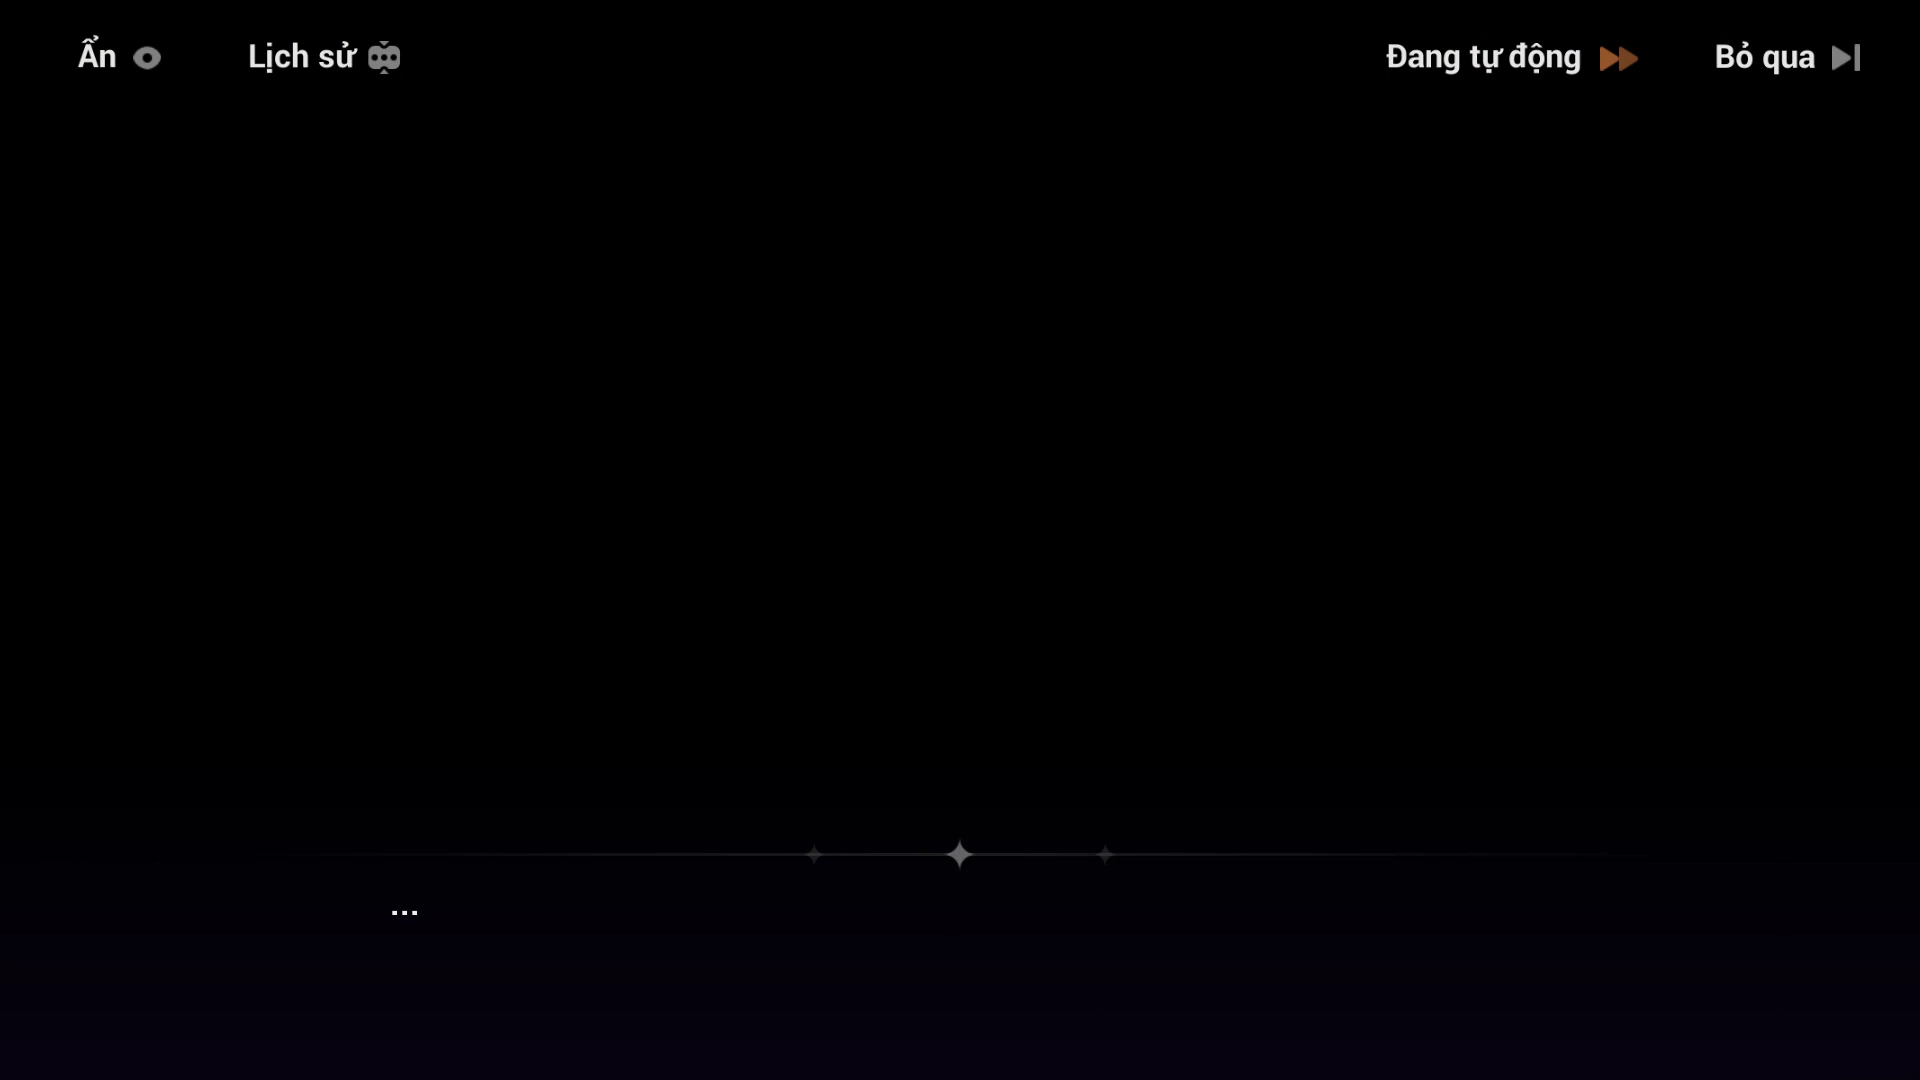 Ẩn
Lịch sử
Đang tự động
Bỏ qua
...